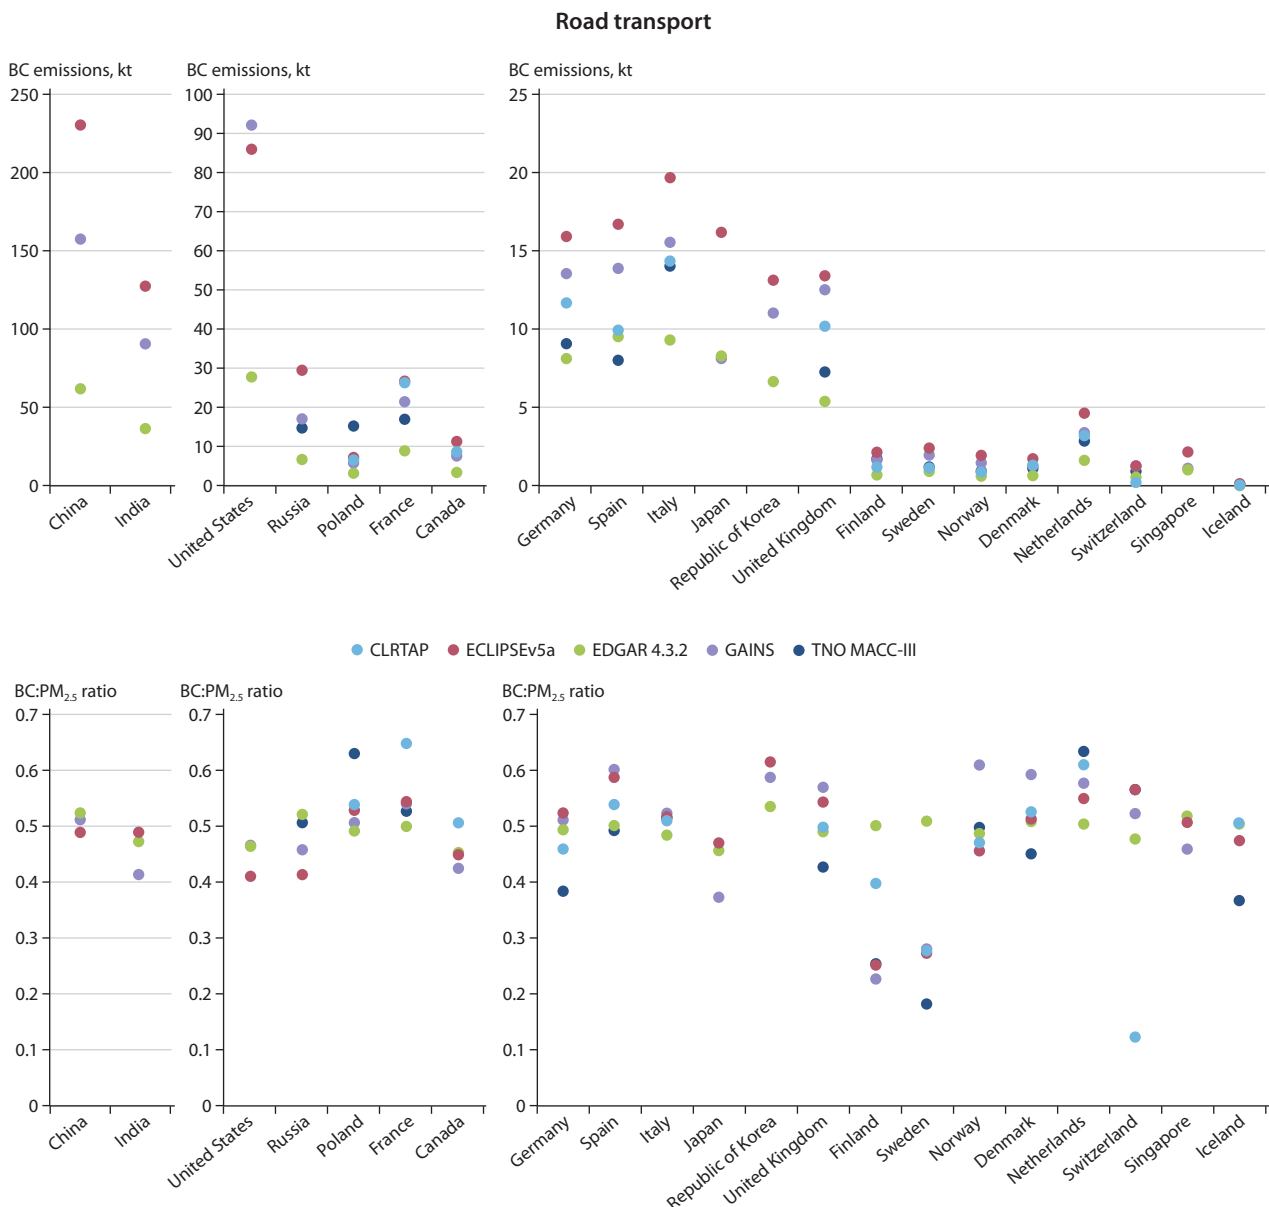 Road transport
BC emissions, kt
BC emissions, kt
BC emissions, kt
250
200
150
100
50
0
China
India
100
90
80
70
60
50
40
30
20
10
0
United States
Russia
Poland
France
Canada
25
20
15
10
5
0
Germany
Spain
Italy
Japan
Republic of Korea
United Kingdom
Finland
Sweden
Norway
Denmark
Netherlands
Switzerland
Singapore
Iceland
CLRTAP ECLIPSEv5a EDGAR 4.3.2 GAINS TNO MACC-III
BC:PM2.5 ratio
BC:PM2.5 ratio
BC:PM2.5 ratio
0.7
0.6
0.5
0.4
0.3
0.2
0.1
0
China
India
0.7
0.6
0.5
0.4
0.3
0.2
0.1
0
United States
Russia
Poland
France
Canada
0.7
0.6
0.5
0.4
0.3
0.2
0.1
0
Germany
Spain
Italy
Japan
Republic of Korea
United Kingdom
Finland
Sweden
Norway
Denmark
Netherlands
Switzerland
Singapore
Iceland